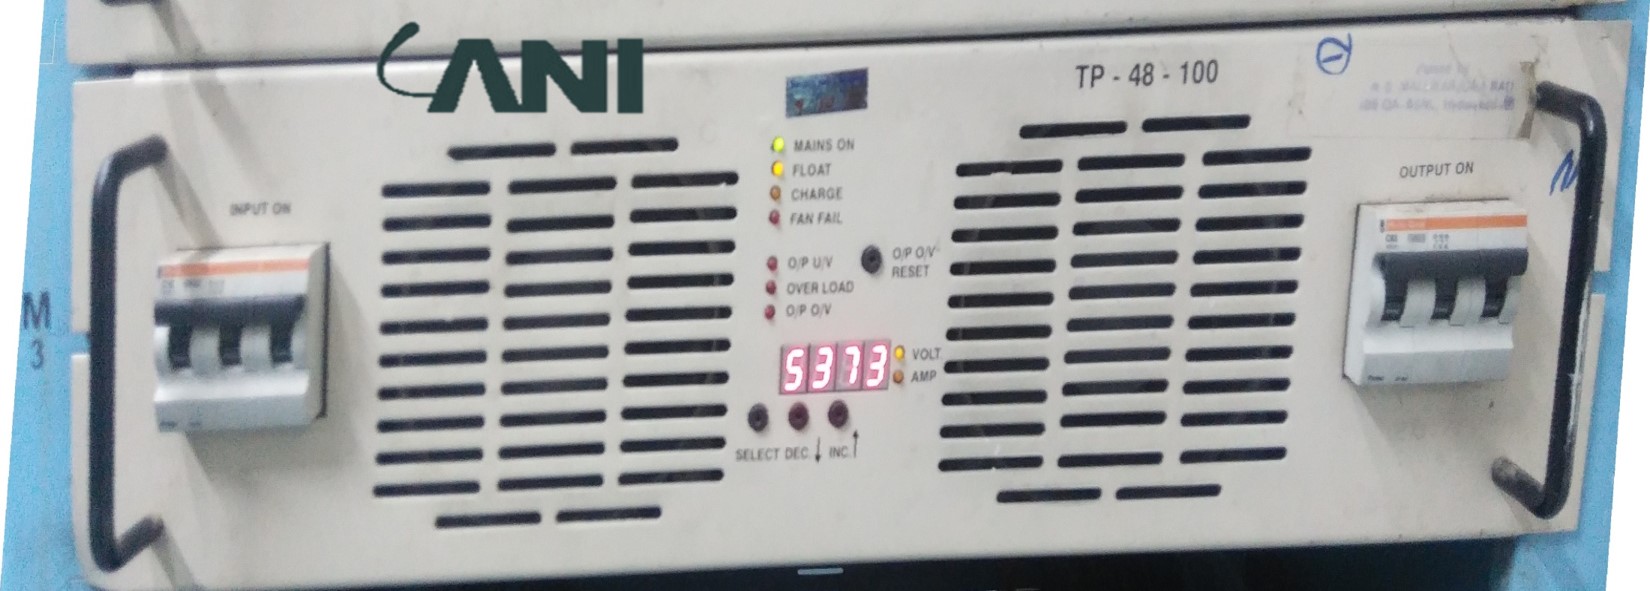 ANI
TP - 48 - 100
MAINS ON
FLOAT
CHARGE
FAN FAIL
INPUT ON
OUTPUT ON
O/P U/V
OVER LOAD
O/P O/V
O/P O/V
RESET
5373
VOLT
AMP
SELECT DEC.↓ INC.↑
M
3